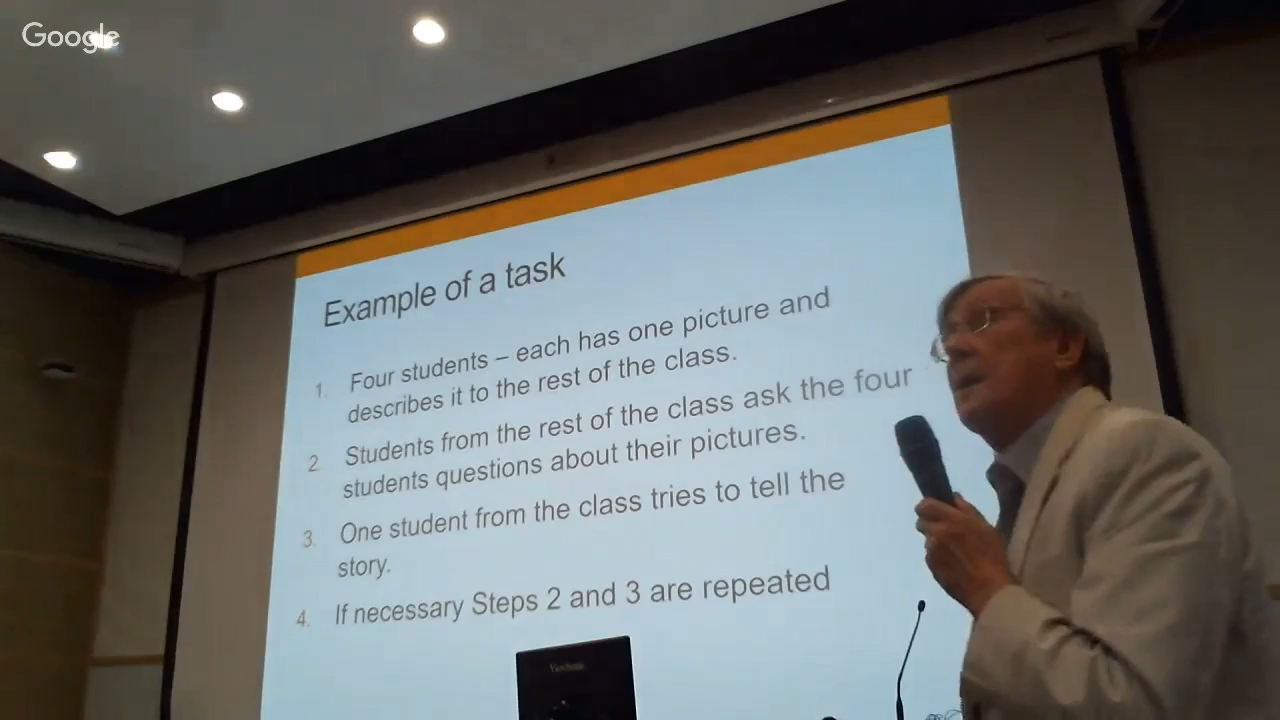 Google
Example of a task
1. Four students – each has one picture and
describes it to the rest of the class.
2. Students from the rest of the class ask the four
students questions about their pictures.
3. One student from the class tries to tell the
story.
4. If necessary Steps 2 and 3 are repeated
ViewSonic